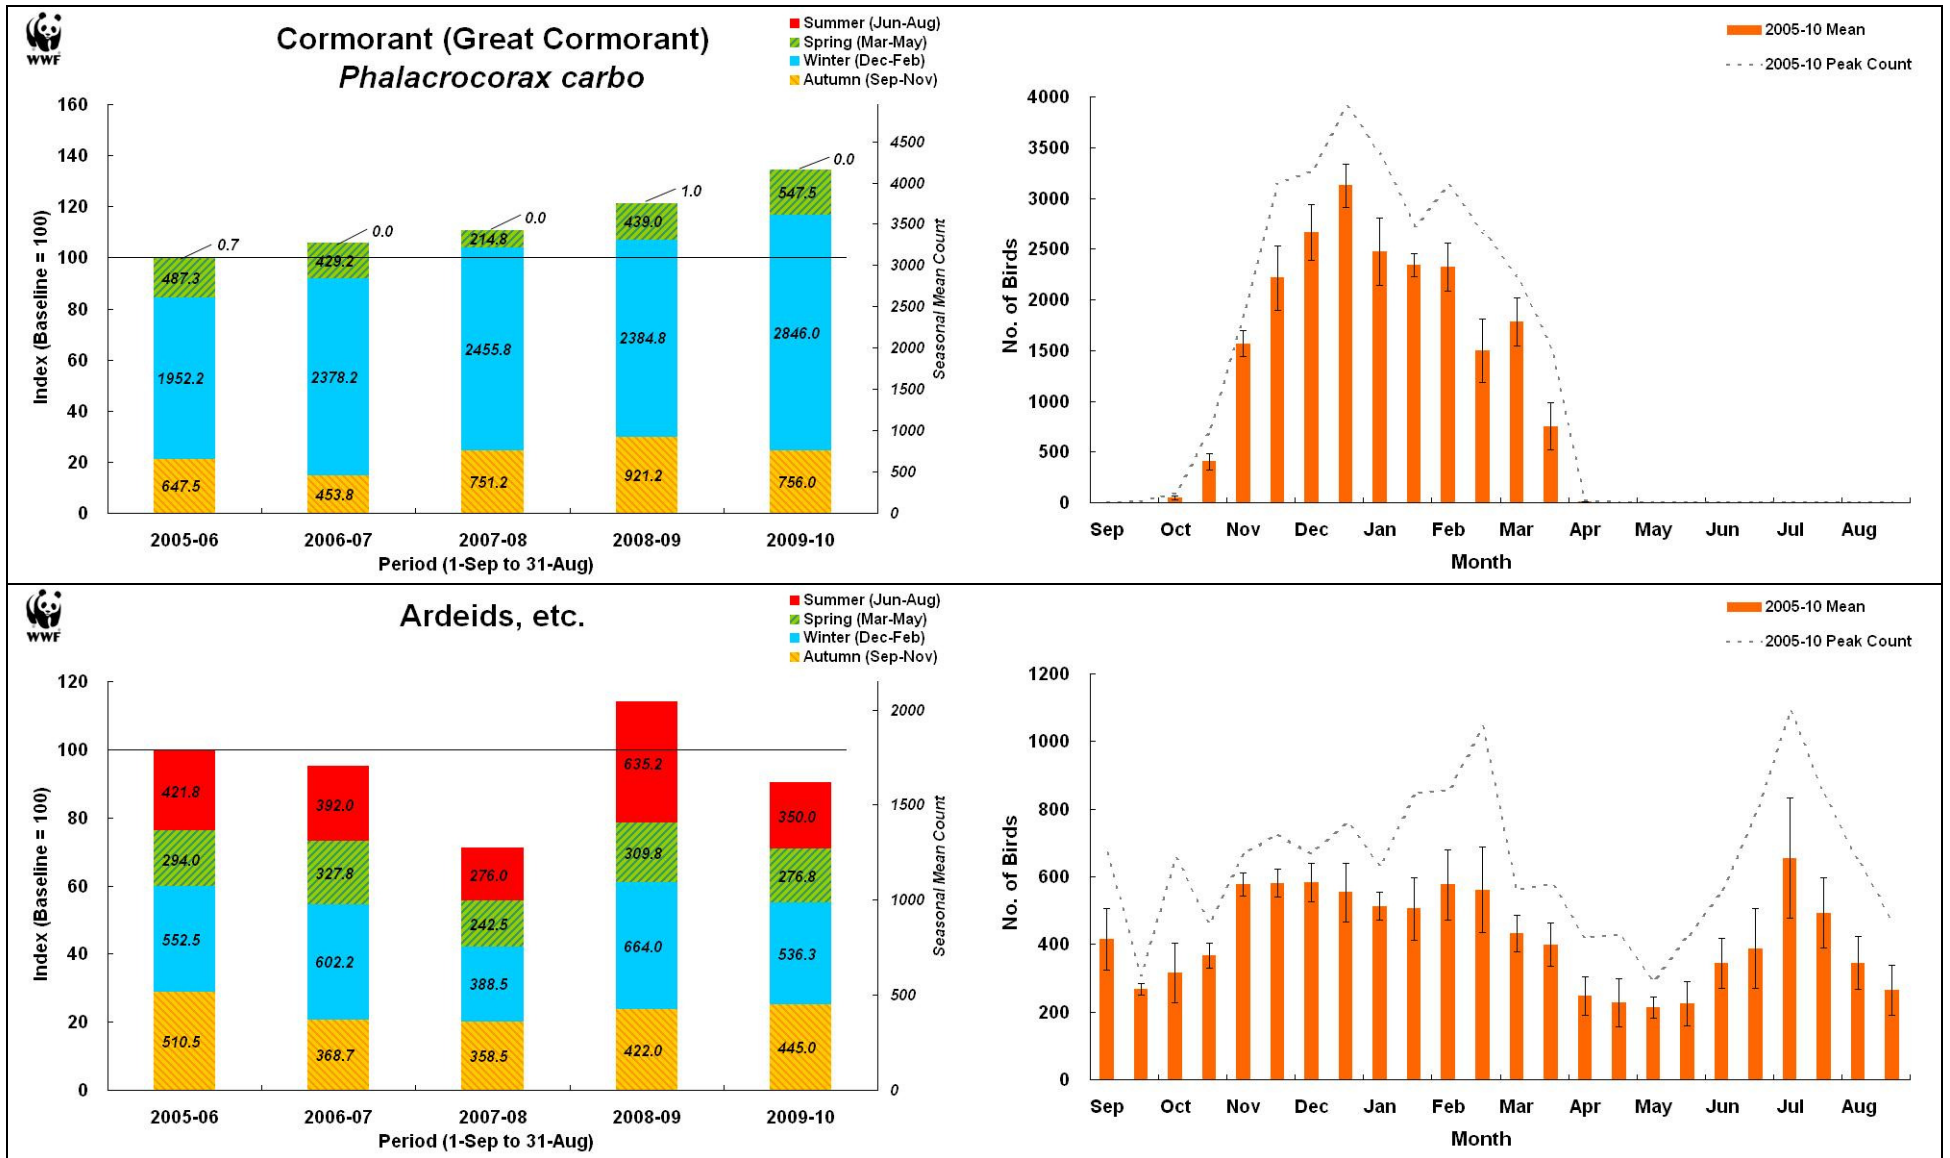 WWF
Cormorant (Great Cormorant)
Phalacrocorax carbo
Summer (Jun-Aug)
Spring (Mar-May)
Winter (Dec-Feb)
Autumn (Sep-Nov)
Index (Baseline = 100)
160
140
120
100
80
60
40
20
0
0.7
0.0
0.0
1.0
0.0
487.3
429.2
214.8
439.0
547.5
1952.2
2378.2
2455.8
2384.8
2846.0
647.5
453.8
751.2
921.2
756.0
4500
4000
3500
3000
2500
2000
1500
1000
500
0
Seasonal Mean Count
2005-06 2006-07 2007-08 2008-09 2009-10
Period (1-Sep to 31-Aug)
2005-10 Mean
2005-10 Peak Count
No. of Birds
4000
3500
3000
2500
2000
1500
1000
500
0
Sep Oct Nov Dec Jan Feb Mar Apr May Jun Jul Aug
Month
WWF
Ardeids, etc.
Summer (Jun-Aug)
Spring (Mar-May)
Winter (Dec-Feb)
Autumn (Sep-Nov)
Index (Baseline = 100)
120
100
80
60
40
20
0
421.8
392.0
276.0
635.2
350.0
294.0
327.8
242.5
309.8
276.8
552.5
602.2
388.5
664.0
536.3
510.5
368.7
358.5
422.0
445.0
2000
1500
1000
500
0
Seasonal Mean Count
2005-06 2006-07 2007-08 2008-09 2009-10
Period (1-Sep to 31-Aug)
2005-10 Mean
2005-10 Peak Count
No. of Birds
1200
1000
800
600
400
200
0
Sep Oct Nov Dec Jan Feb Mar Apr May Jun Jul Aug
Month